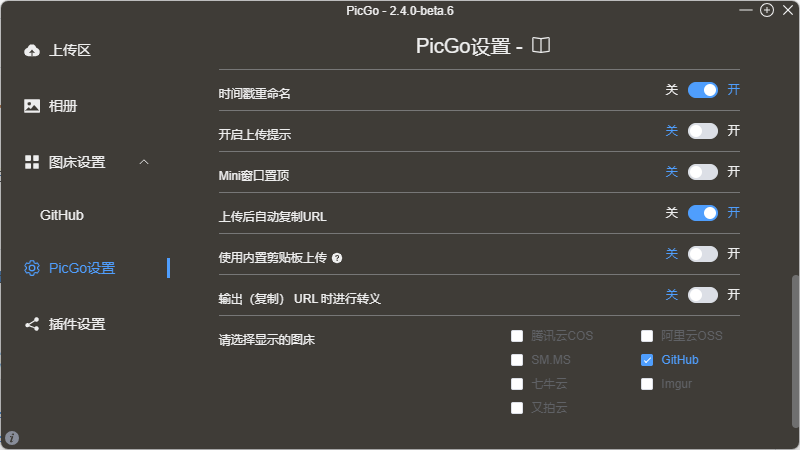 PicGo - 2.4.0-beta.6
上传区
相册
图床设置
GitHub
PicGo设置
插件设置
PicGo设置 -
时间戳重命名 关 开
开启上传提示 关 开
Mini窗口置顶 关 开
上传后自动复制URL 关 开
使用内置剪贴板上传 ? 关 开
输出（复制） URL 时进行转义 关 开
请选择显示的图床
腾讯云COS 阿里云OSS
SM.MS GitHub
七牛云 Imgur
又拍云
i